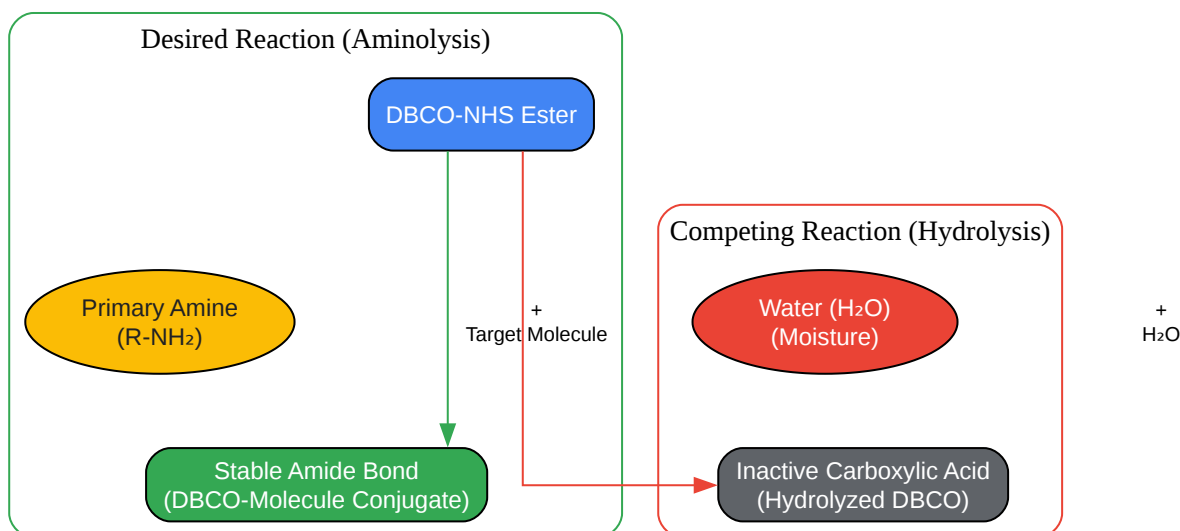 Desired Reaction (Aminolysis)
DBCO-NHS Ester
Primary Amine
(R-NH₂)
+
Target Molecule
Stable Amide Bond
(DBCO-Molecule Conjugate)
Competing Reaction (Hydrolysis)
Water (H₂O)
(Moisture)
Inactive Carboxylic Acid
(Hydrolyzed DBCO)
+
H₂O